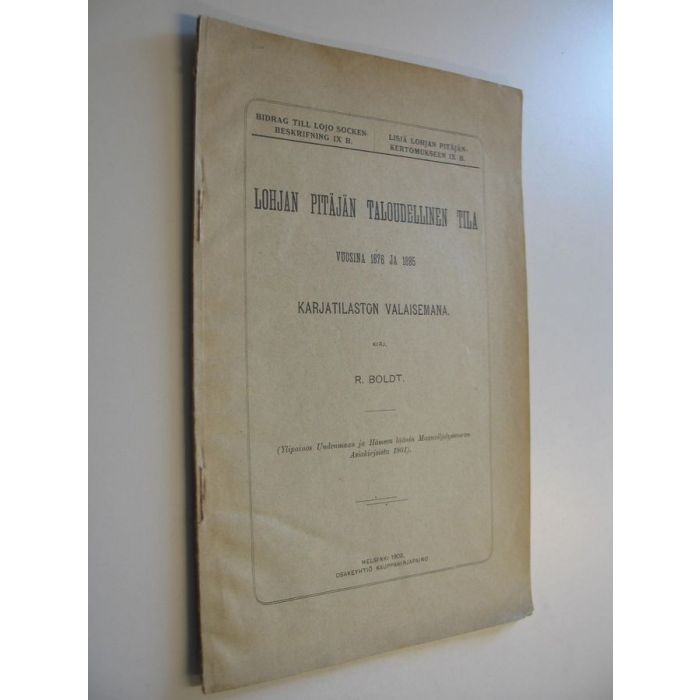 BIDRAG TILL LOJO SOCKEN-
BESKRIFNING IX B.
LISIÄ LOHJAN PITÄJÄN-
KERTOMUKSEEN IX B.
LOHJAN PITÄJÄN TALOUDELLINEN TILA
VUOSINA 1876 JA 1885
KARJATILASTON VALAISEMANA.
KIRJ.
R. BOLDT.
(Ylipainos Uudenmaan ja Hämeen läänin Maanviljelysseuran
Asiakirjoista 1901).
HELSINKI 1902,
OSAKEYHTIÖ KAUPPAKIRJAPAINO